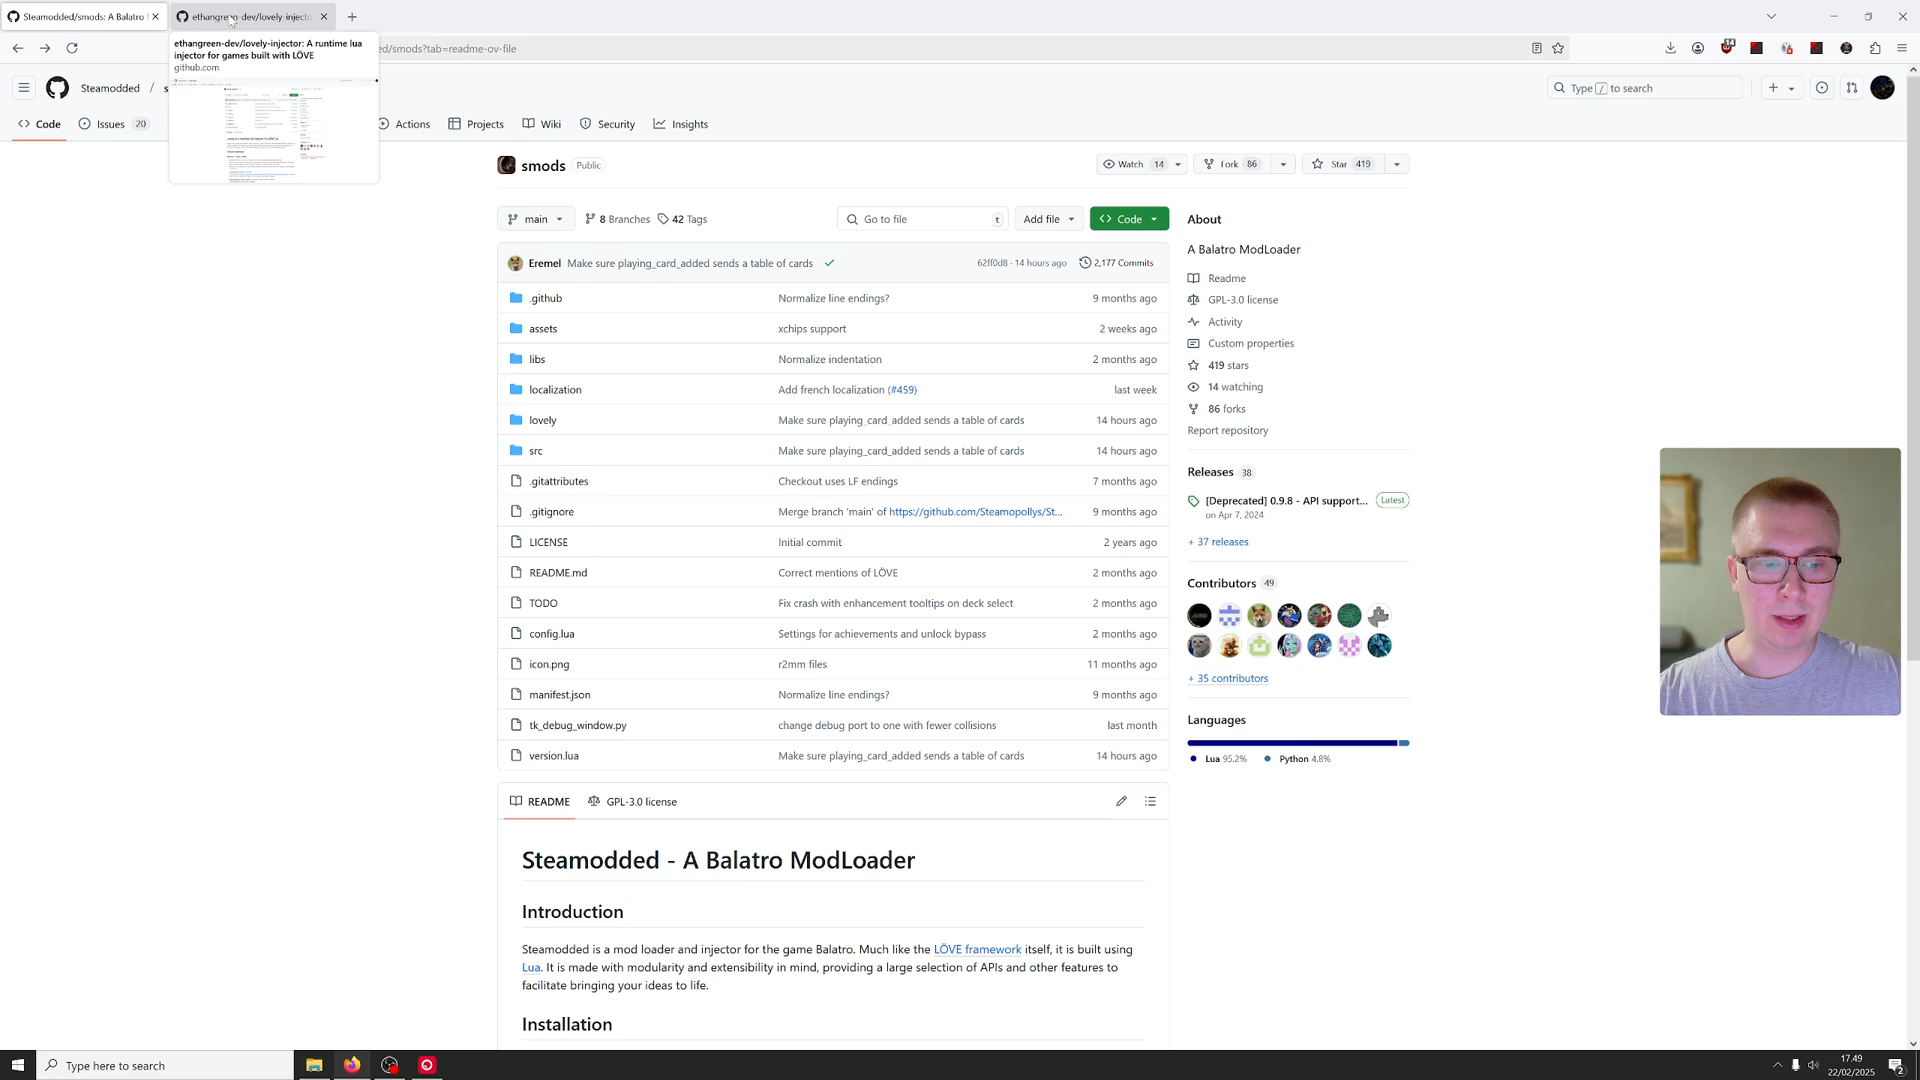 Steamodded/smods: A Balatro
ethangreen-dev/lovely-injecto
ed/smods?tab=readme-ov-file
ethangreen-dev/lovely-injector: A runtime lua
injector for games built with LÖVE
github.com
Steamodded / s
Type / to search
Code
Issues 20
Actions
Projects
Wiki
Security
Insights
smods Public
Watch 14
Fork 86
Star 419
main
8 Branches
42 Tags
Go to file t
Add file
Code
Eremel Make sure playing_card_added sends a table of cards
62ff0d8 · 14 hours ago
2,177 Commits
.github Normalize line endings? 9 months ago
assets xchips support 2 weeks ago
libs Normalize indentation 2 months ago
localization Add french localization (#459) last week
lovely Make sure playing_card_added sends a table of cards 14 hours ago
src Make sure playing_card_added sends a table of cards 14 hours ago
.gitattributes Checkout uses LF endings 7 months ago
.gitignore Merge branch 'main' of https://github.com/Steamopollys/St... 9 months ago
LICENSE Initial commit 2 years ago
README.md Correct mentions of LÖVE 2 months ago
TODO Fix crash with enhancement tooltips on deck select 2 months ago
config.lua Settings for achievements and unlock bypass 2 months ago
icon.png r2mm files 11 months ago
manifest.json Normalize line endings? 9 months ago
tk_debug_window.py change debug port to one with fewer collisions last month
version.lua Make sure playing_card_added sends a table of cards 14 hours ago
README
GPL-3.0 license
Steamodded - A Balatro ModLoader
Introduction
Steamodded is a mod loader and injector for the game Balatro. Much like the LÖVE framework itself, it is built using
Lua. It is made with modularity and extensibility in mind, providing a large selection of APIs and other features to
facilitate bringing your ideas to life.
Installation
About
A Balatro ModLoader
Readme
GPL-3.0 license
Activity
Custom properties
419 stars
14 watching
86 forks
Report repository
Releases 38
[Deprecated] 0.9.8 - API support... Latest
on Apr 7, 2024
+ 37 releases
Contributors 49
+ 35 contributors
Languages
Lua 95.2%
Python 4.8%
Type here to search
17.49
22/02/2025
2